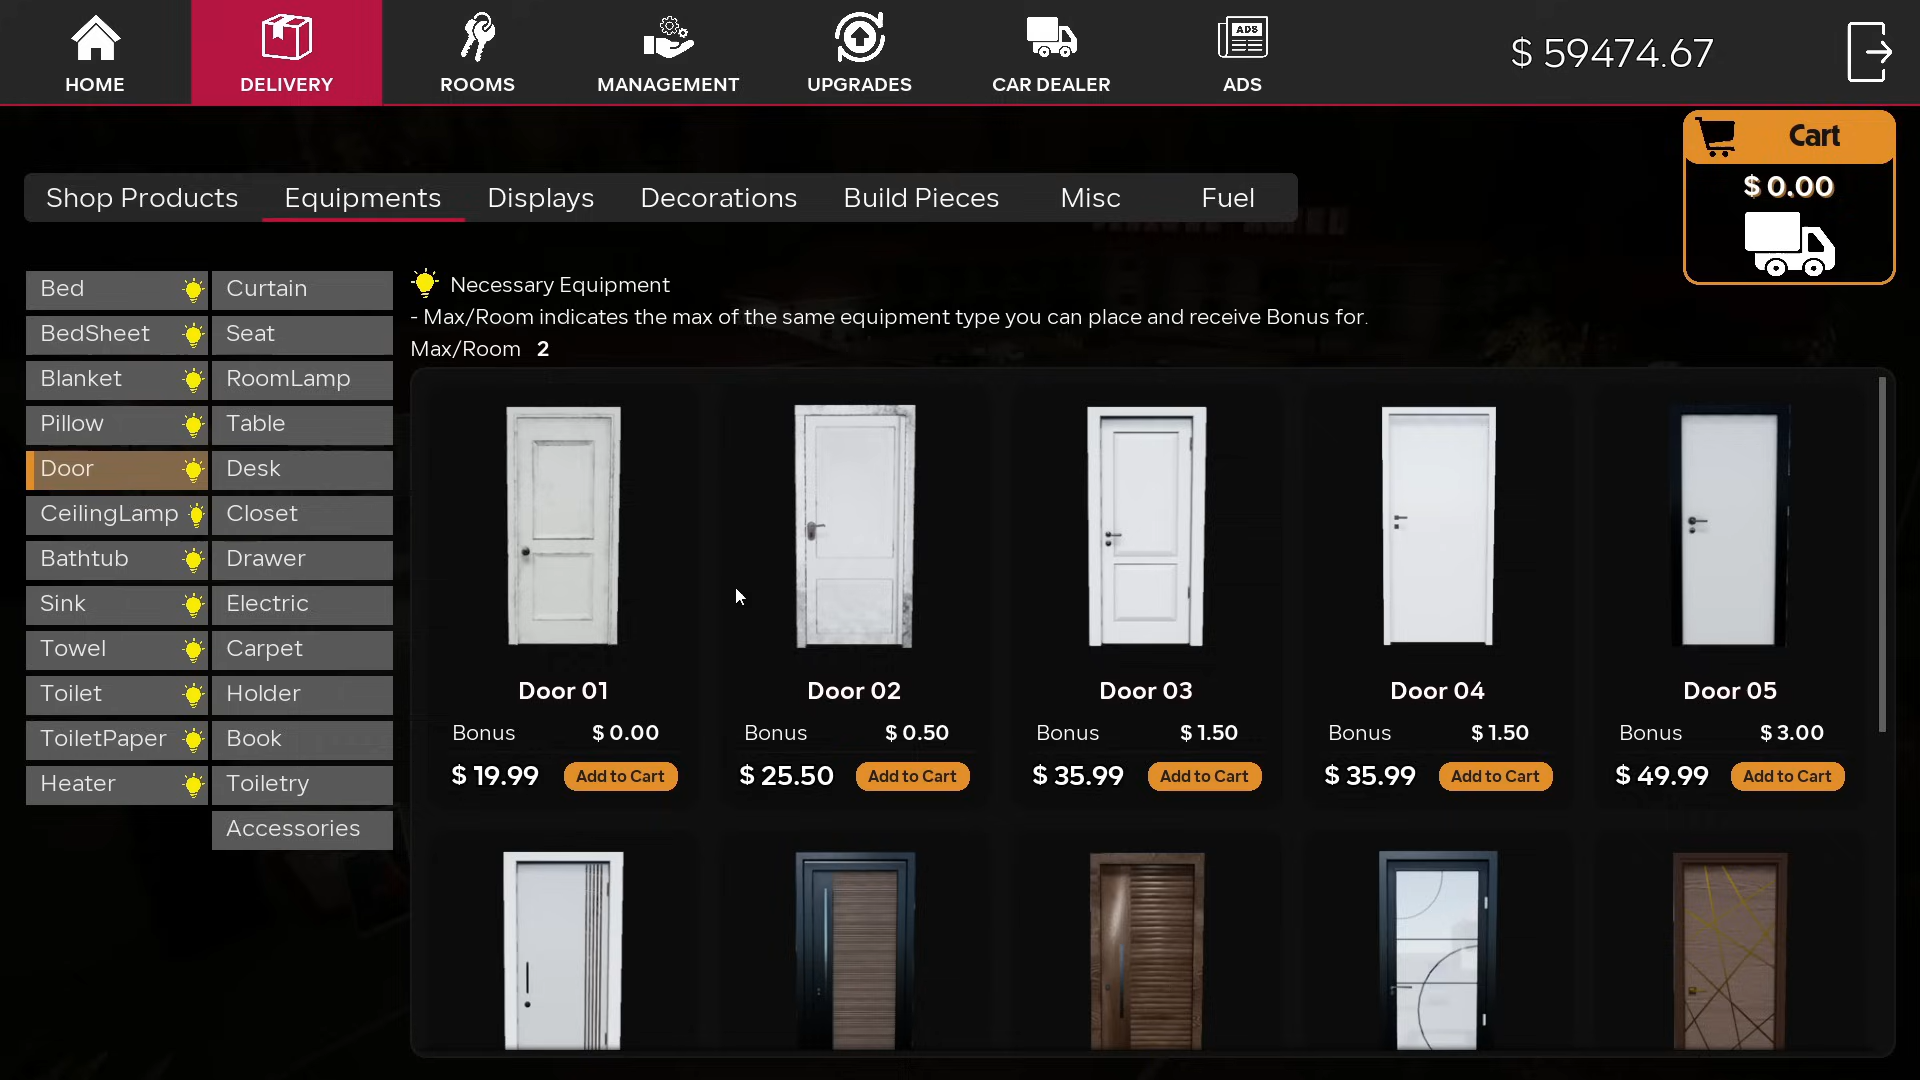 HOME
DELIVERY
ROOMS
MANAGEMENT
UPGRADES
CAR DEALER
ADS
ADS
$ 59474.67
Cart
$ 0.00
Shop Products
Equipments
Displays
Decorations
Build Pieces
Misc
Fuel
Bed
BedSheet
Blanket
Pillow
Door
CeilingLamp
Bathtub
Sink
Towel
Toilet
ToiletPaper
Heater
Curtain
Seat
RoomLamp
Table
Desk
Closet
Drawer
Electric
Carpet
Holder
Book
Toiletry
Accessories
Necessary Equipment
- Max/Room indicates the max of the same equipment type you can place and receive Bonus for.
Max/Room 2
Door 01
Bonus $ 0.00
$ 19.99 Add to Cart
Door 02
Bonus $ 0.50
$ 25.50 Add to Cart
Door 03
Bonus $ 1.50
$ 35.99 Add to Cart
Door 04
Bonus $ 1.50
$ 35.99 Add to Cart
Door 05
Bonus $ 3.00
$ 49.99 Add to Cart